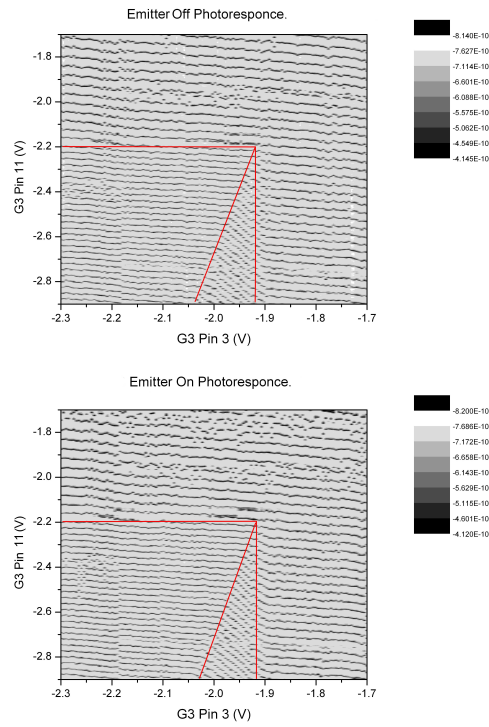 Emitter Off Photoresponce.
-8.140E-10
-7.627E-10
-7.114E-10
-6.601E-10
-6.088E-10
-5.575E-10
-5.062E-10
-4.549E-10
-4.145E-10
-1.8
-2.0
-2.2
-2.4
-2.6
-2.8
G3 Pin 11 (V)
-2.3 -2.2 -2.1 -2.0 -1.9 -1.8 -1.7
G3 Pin 3 (V)
Emitter On Photoresponce.
-8.200E-10
-7.686E-10
-7.172E-10
-6.658E-10
-6.143E-10
-5.629E-10
-5.115E-10
-4.601E-10
-4.120E-10
-1.8
-2.0
-2.2
-2.4
-2.6
-2.8
G3 Pin 11 (V)
-2.3 -2.2 -2.1 -2.0 -1.9 -1.8 -1.7
G3 Pin 3 (V)